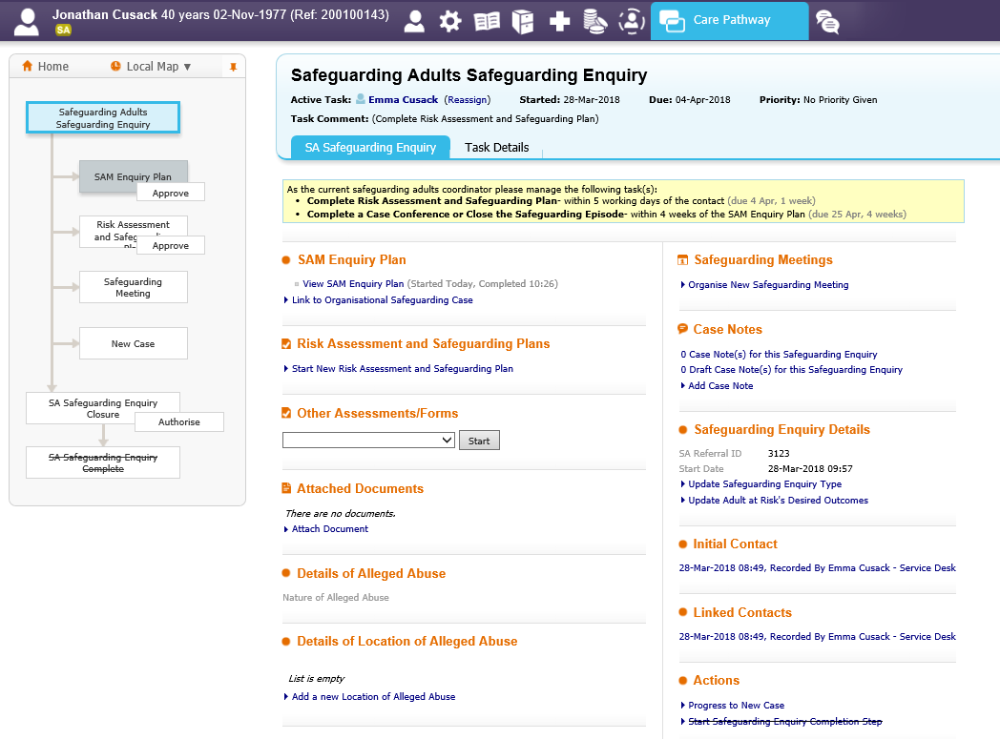 Jonathan Cusack 40 years 02-Nov-1977 (Ref: 200100143)
SA
Care Pathway
Home
Local Map ▼
Safeguarding Adults
Safeguarding Enquiry
SAM Enquiry Plan
Approve
Risk Assessment
and
Approve
Safeguarding
Meeting
New Case
SA Safeguarding Enquiry
Closure
Authorise
SA Safeguarding Enquiry
Complete
Safeguarding Adults Safeguarding Enquiry
Active Task: Emma Cusack (Reassign) Started: 28-Mar-2018 Due: 04-Apr-2018 Priority: No Priority Given
Task Comment: (Complete Risk Assessment and Safeguarding Plan)
SA Safeguarding Enquiry Task Details
As the current safeguarding adults coordinator please manage the following task(s):
• Complete Risk Assessment and Safeguarding Plan- within 5 working days of the contact (due 4 Apr, 1 week)
• Complete a Case Conference or Close the Safeguarding Episode- within 4 weeks of the SAM Enquiry Plan (due 25 Apr, 4 weeks)
SAM Enquiry Plan
View SAM Enquiry Plan (Started Today, Completed 10:26)
Link to Organisational Safeguarding Case
Risk Assessment and Safeguarding Plans
Start New Risk Assessment and Safeguarding Plan
Other Assessments/Forms
Start
Attached Documents
There are no documents.
Attach Document
Details of Alleged Abuse
Nature of Alleged Abuse
Details of Location of Alleged Abuse
List is empty
Add a new Location of Alleged Abuse
Safeguarding Meetings
Organise New Safeguarding Meeting
Case Notes
0 Case Note(s) for this Safeguarding Enquiry
0 Draft Case Note(s) for this Safeguarding Enquiry
Add Case Note
Safeguarding Enquiry Details
SA Referral ID 3123
Start Date 28-Mar-2018 09:57
Update Safeguarding Enquiry Type
Update Adult at Risk's Desired Outcomes
Initial Contact
28-Mar-2018 08:49, Recorded By Emma Cusack - Service Desk
Linked Contacts
28-Mar-2018 08:49, Recorded By Emma Cusack - Service Desk
Actions
Progress to New Case
Start Safeguarding Enquiry Completion Step